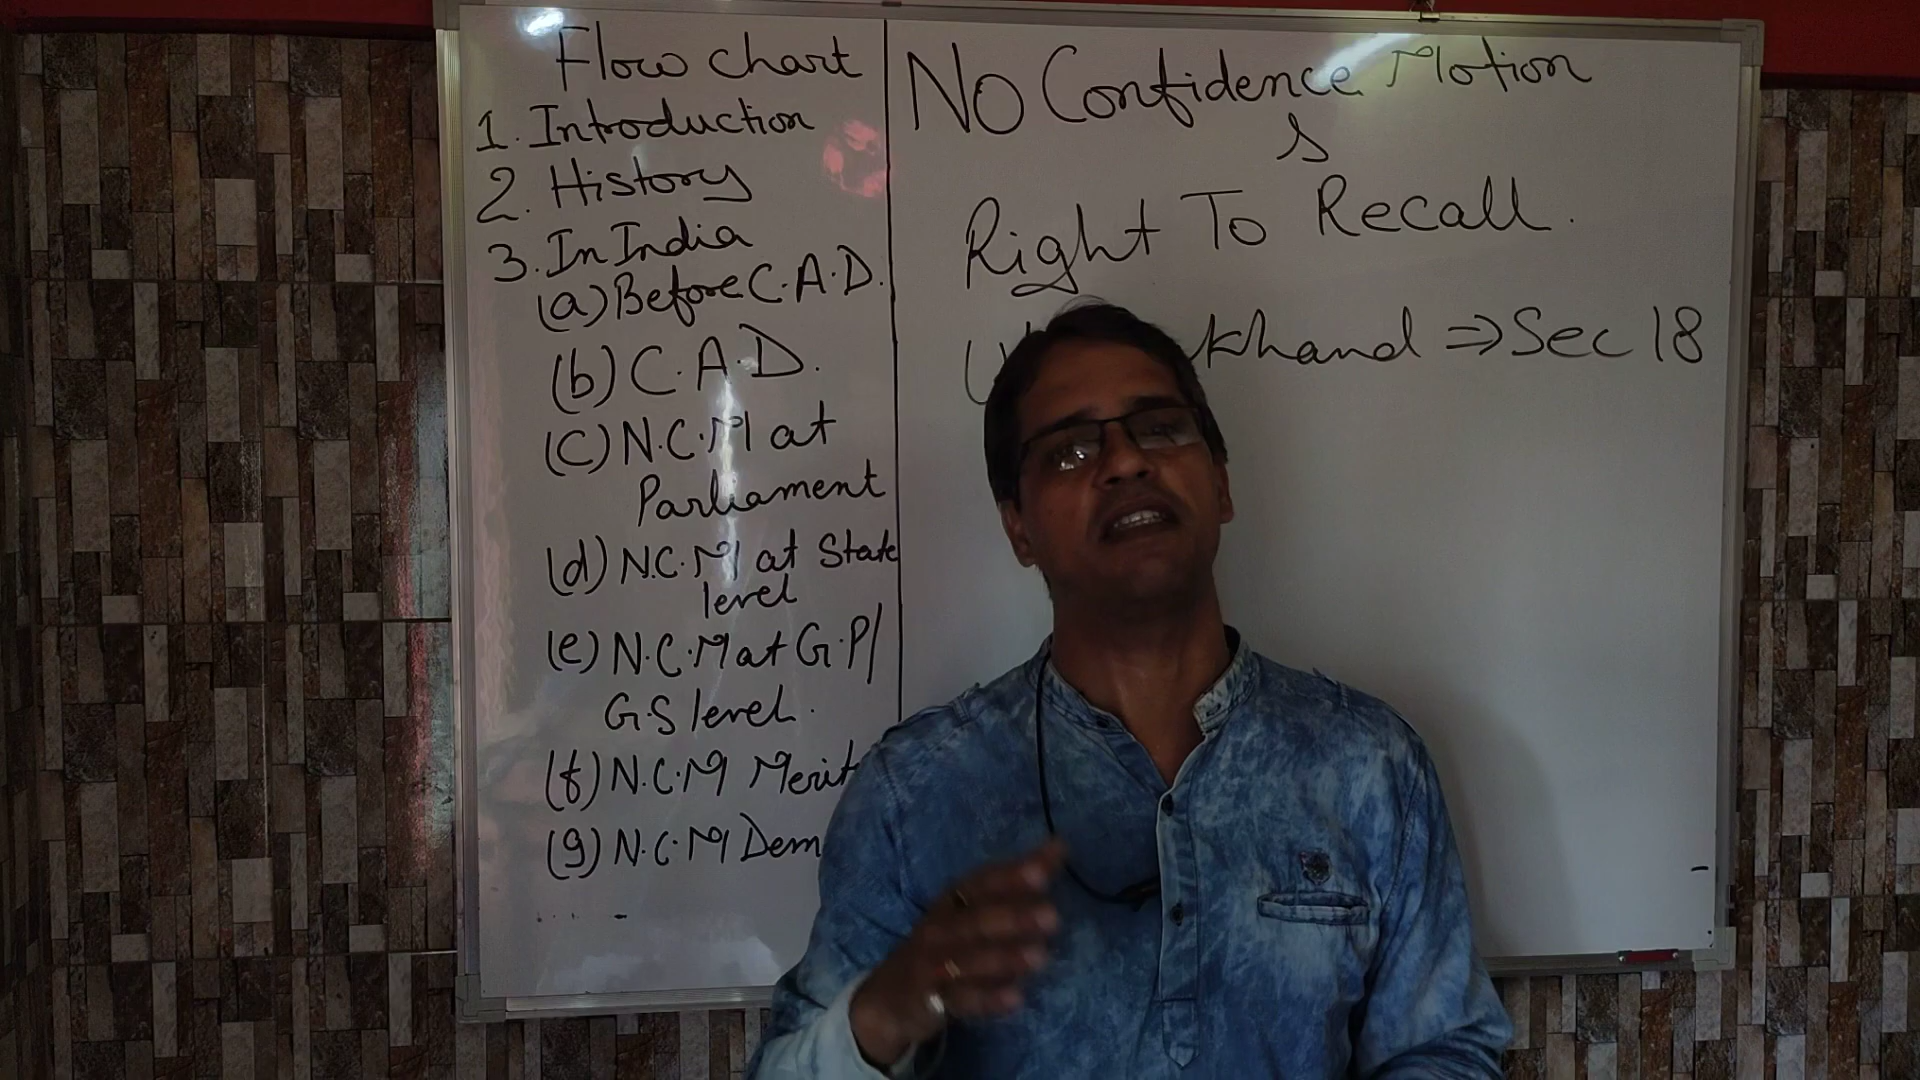 Flow chart
1. Introduction
2. History
3. In India
(a) Before C.A.D.
(b) C.A.D.
(c) N.C.M at
Parliament
(d) N.C.M at State
level
(e) N.C.M at G.P/
G.S level.
(f) N.C.M Merit
(g) N.C.M Dem
No Confidence Motion
&
Right To Recall.
khand ⇒ Sec 18